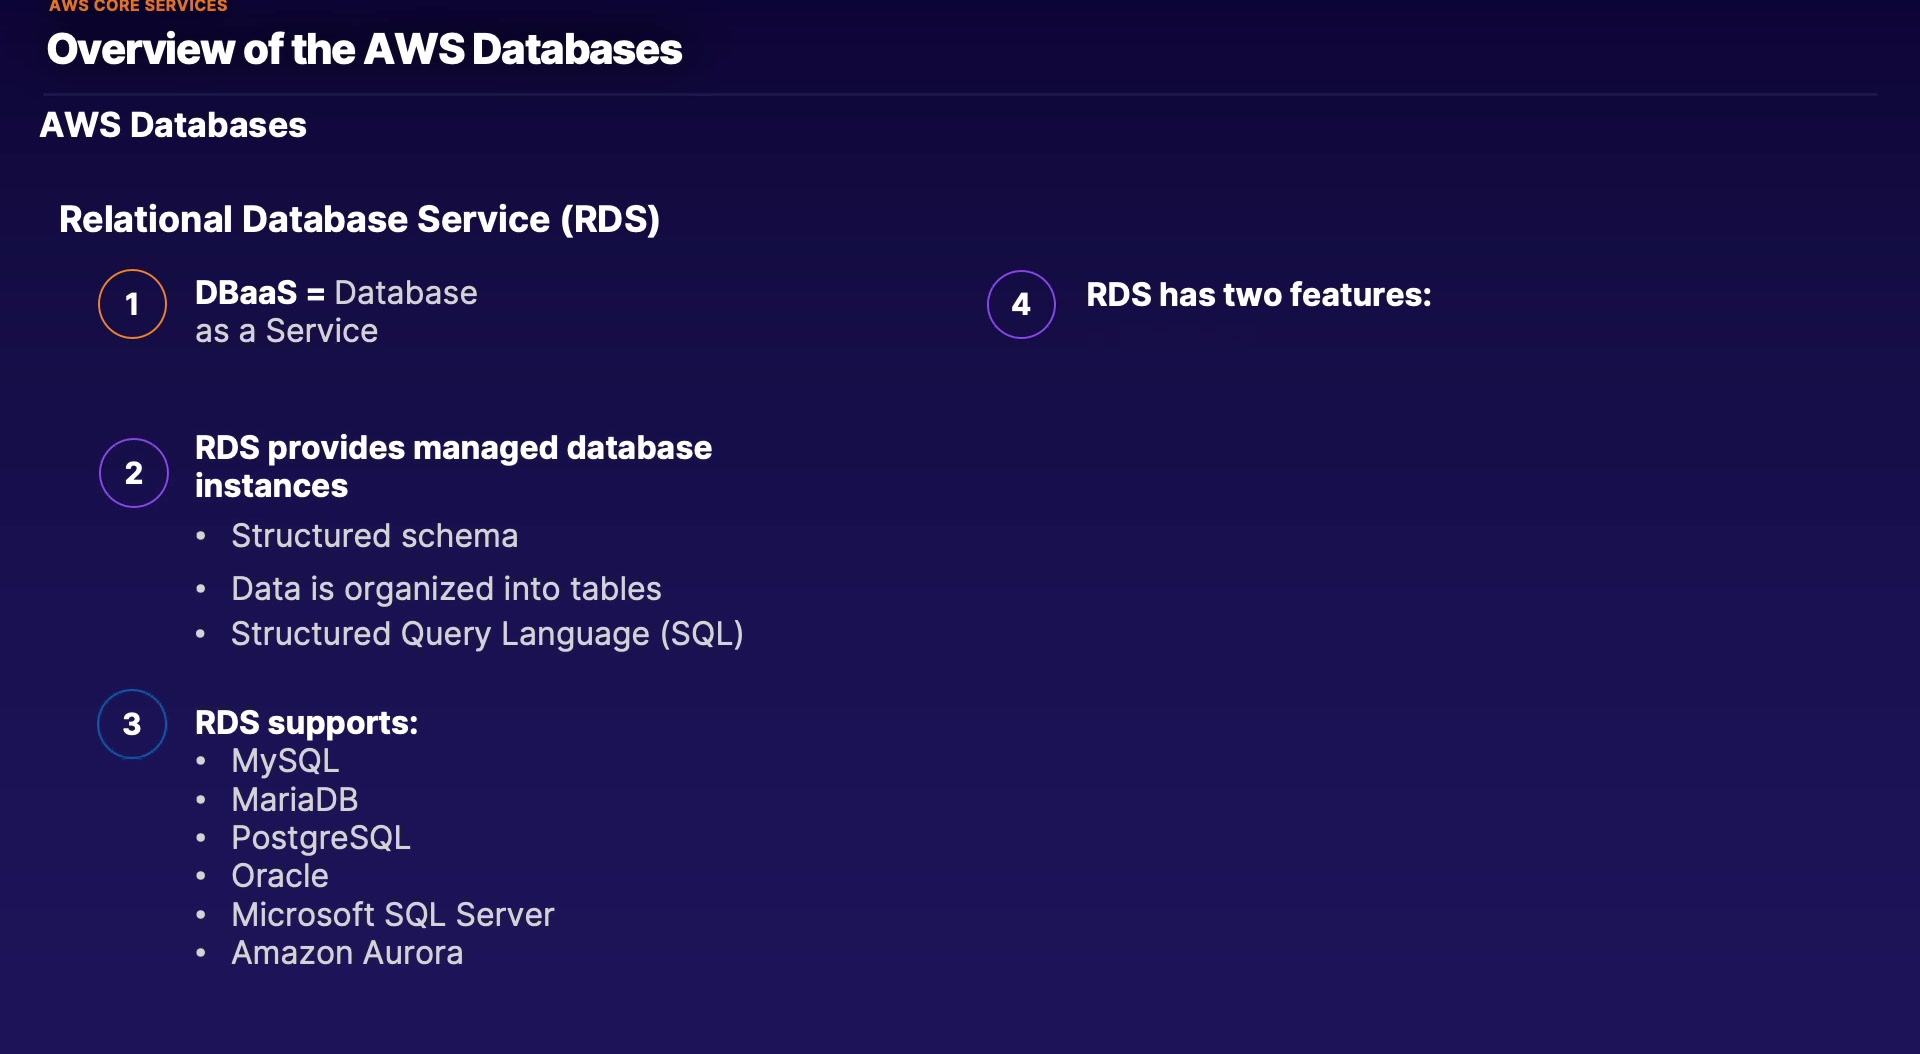 AWS CORE SERVICES
Overview of the AWS Databases
AWS Databases
Relational Database Service (RDS)
1
DBaaS = Database
as a Service
2
RDS provides managed database
instances
• Structured schema
• Data is organized into tables
• Structured Query Language (SQL)
3
RDS supports:
• MySQL
• MariaDB
• PostgreSQL
• Oracle
• Microsoft SQL Server
• Amazon Aurora
4
RDS has two features: